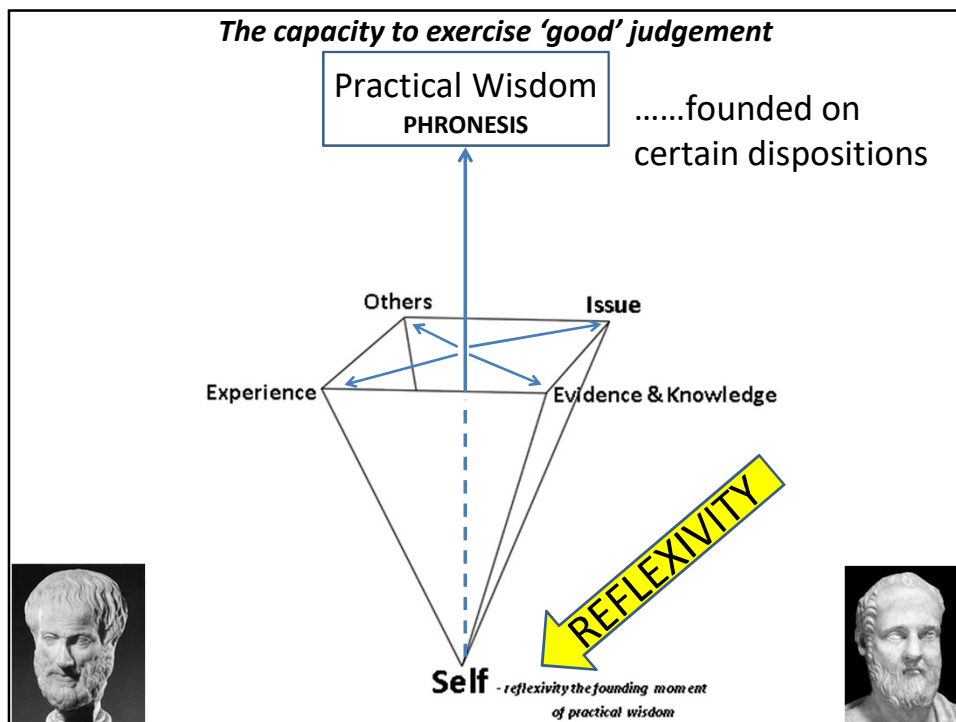 The capacity to exercise ‘good’ judgement
Practical Wisdom
PHRONESIS
……founded on
certain dispositions
Others
Issue
Experience
Evidence & Knowledge
REFLEXIVITY
Self - reflexivity the founding moment
of practical wisdom